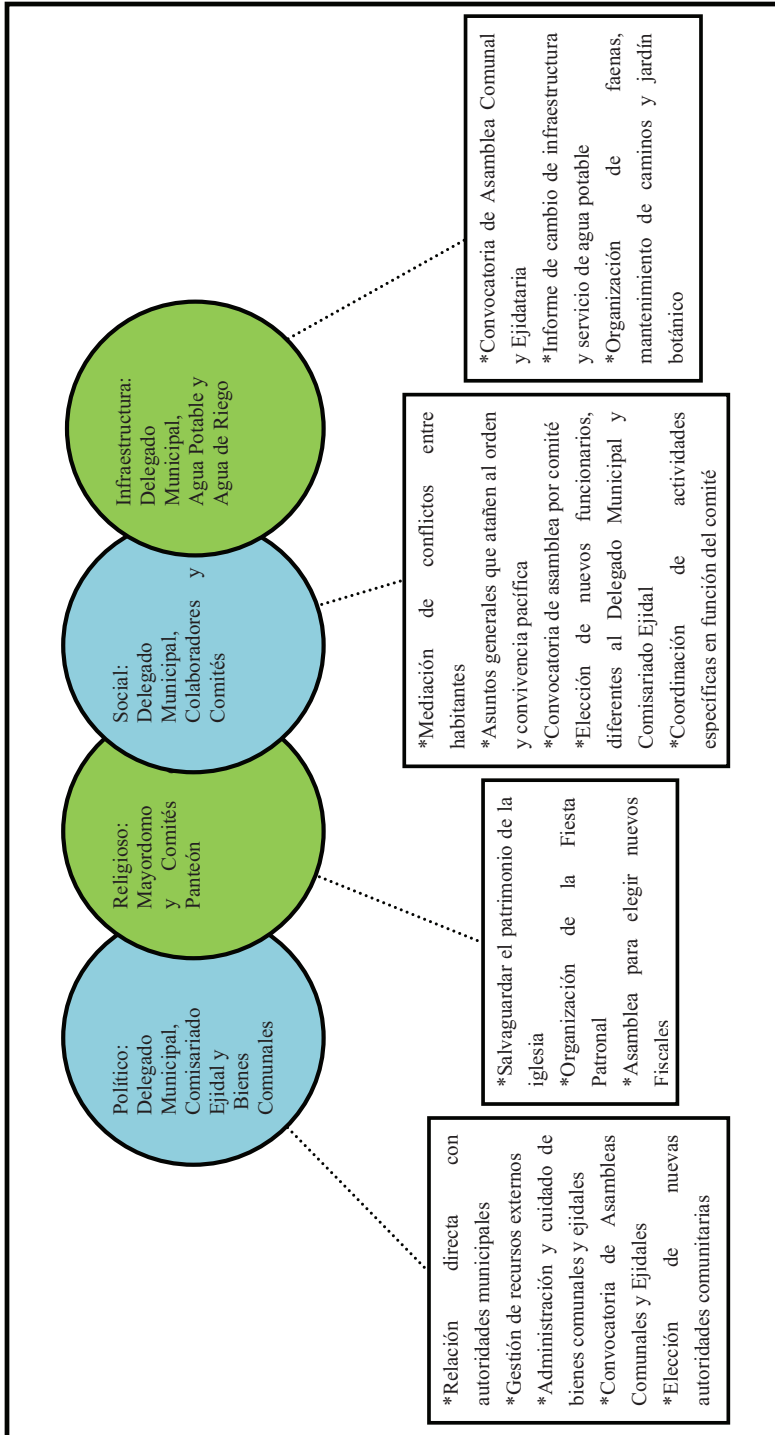 Político:
Delegado
Municipal,
Comisariado
Ejidal y
Bienes
Comunales
Religioso:
Mayordomo
y Comités
Panteón
Social:
Delegado
Municipal,
Colaboradores y
Comités
Infraestructura:
Delegado
Municipal,
Agua Potable y
Agua de Riego
*Relación directa con
autoridades municipales
*Gestión de recursos externos
*Administración y cuidado de
bienes comunales y ejidales
*Convocatoria de Asambleas
Comunales y Ejidales
*Elección de nuevas
autoridades comunitarias
*Salvaguardar el patrimonio de la
iglesia
*Organización de la Fiesta
Patronal
*Asamblea para elegir nuevos
Fiscales
*Mediación de conflictos entre
habitantes
*Asuntos generales que atañen al orden
y convivencia pacífica
*Convocatoria de asamblea por comité
*Elección de nuevos funcionarios,
diferentes al Delegado Municipal y
Comisariado Ejidal
*Coordinación de actividades
específicas en función del comité
*Convocatoria de Asamblea Comunal
y Ejidataria
*Informe de cambio de infraestructura
y servicio de agua potable
*Organización de faenas,
mantenimiento de caminos y jardín
botánico